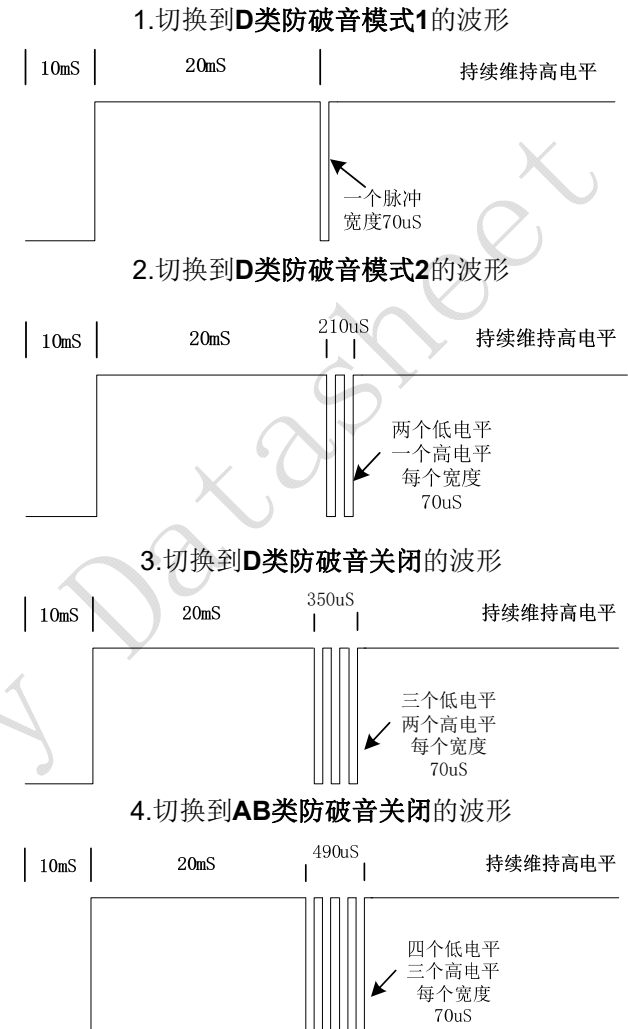 1.切换到D类防破音模式1的波形
10mS 20mS 持续维持高电平
一个脉冲
宽度70uS
2.切换到D类防破音模式2的波形
10mS 20mS 210uS 持续维持高电平
两个低电平
一个高电平
每个宽度
70uS
3.切换到D类防破音关闭的波形
10mS 20mS 350uS 持续维持高电平
三个低电平
两个高电平
每个宽度
70uS
4.切换到AB类防破音关闭的波形
10mS 20mS 490uS 持续维持高电平
四个低电平
三个高电平
每个宽度
70uS
y Datasheet